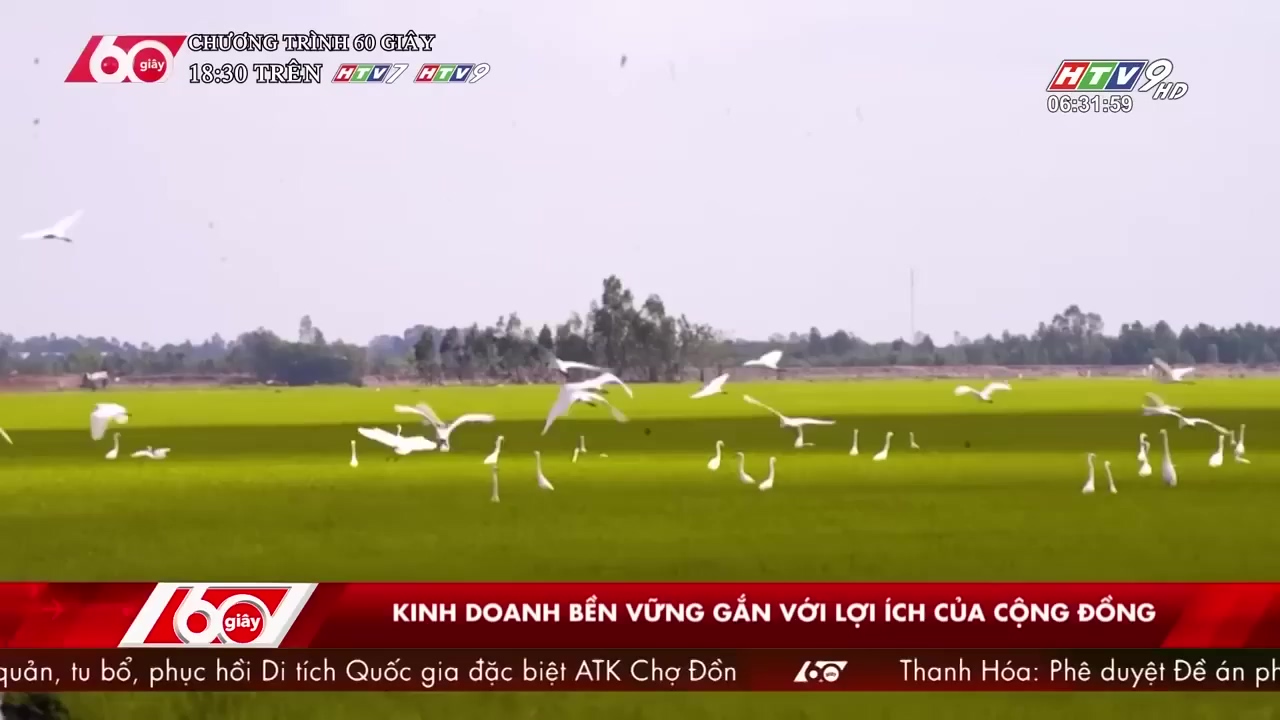 60 giây
CHƯƠNG TRÌNH 60 GIÂY
18:30 TRÊN HTV7 HTV9
HTV9 HD
06:31:59
60 giây
KINH DOANH BỀN VỮNG GẮN VỚI LỢI ÍCH CỦA CỘNG ĐỒNG
quản, tu bổ, phục hồi Di tích Quốc gia đặc biệt ATK Chợ Đồn 60 Thanh Hóa: Phê duyệt Đề án ph